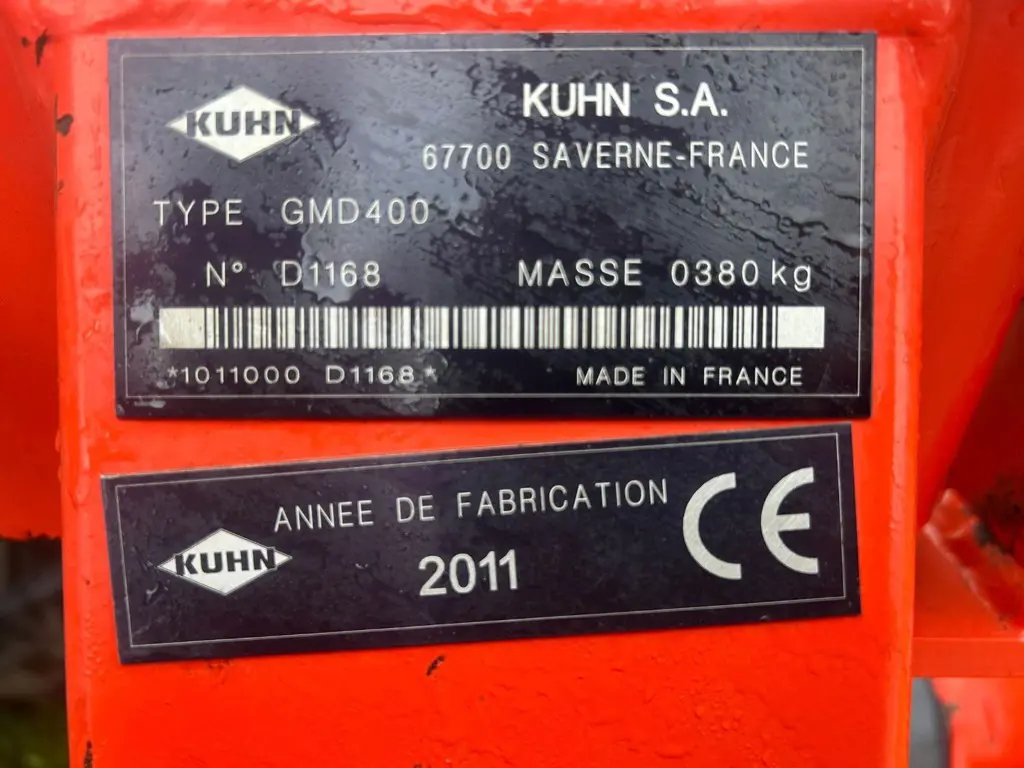 KUHN
KUHN S.A.
67700 SAVERNE-FRANCE
TYPE GMD400
N° D1168 MASSE 0380 kg
*1011000 D1168* MADE IN FRANCE
ANNEE DE FABRICATION
KUHN
2011
CE